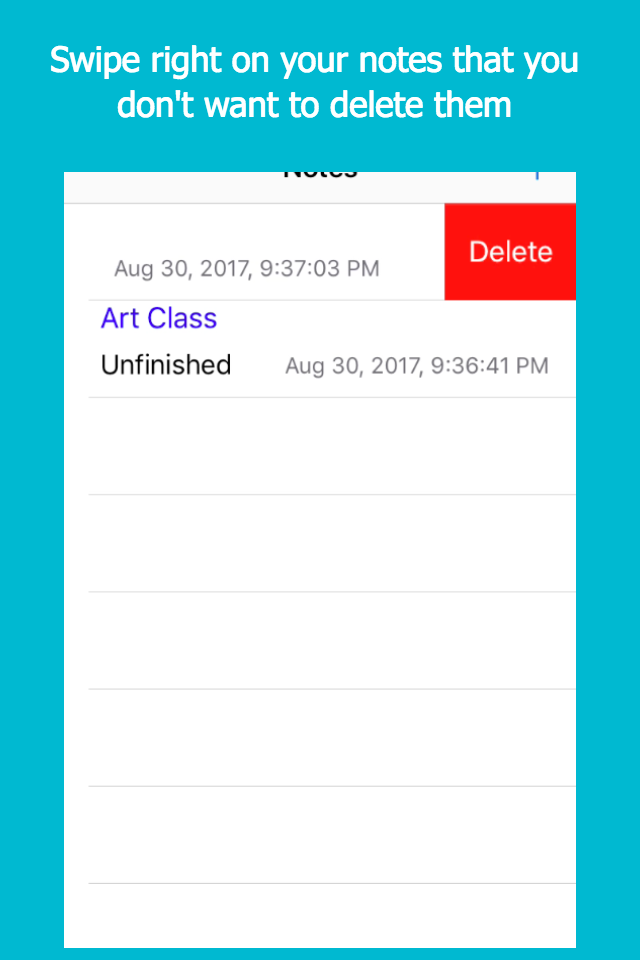 Swipe right on your notes that you
don't want to delete them
Notes
Delete
Aug 30, 2017, 9:37:03 PM
Art Class
Unfinished Aug 30, 2017, 9:36:41 PM